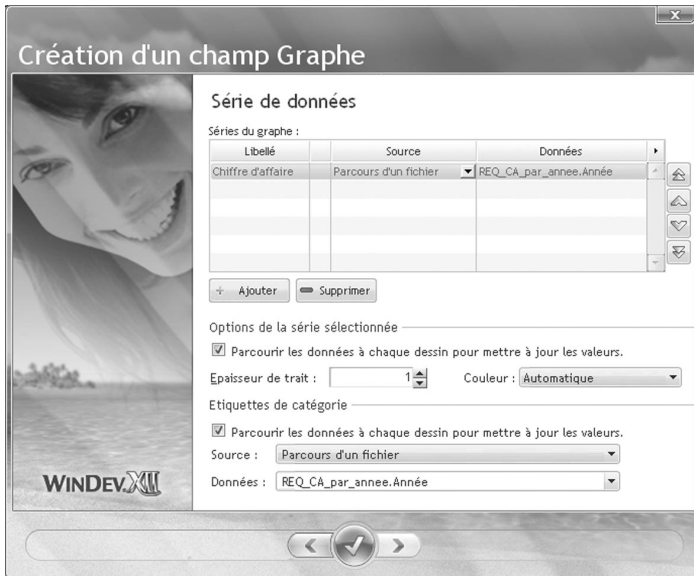 Création d'un champ Graphe
Série de données
Séries du graphe :
Libellé Source Données
Chiffre d'affaire Parcours d'un fichier REQ_CA_par_annee.Année
Ajouter Supprimer
Options de la série sélectionnée
Parcourir les données à chaque dessin pour mettre à jour les valeurs.
Epaisseur de trait : 1 Couleur : Automatique
Etiquettes de catégorie
Parcourir les données à chaque dessin pour mettre à jour les valeurs.
Source : Parcours d'un fichier
Données : REQ_CA_par_annee.Année
WINDEV.XII